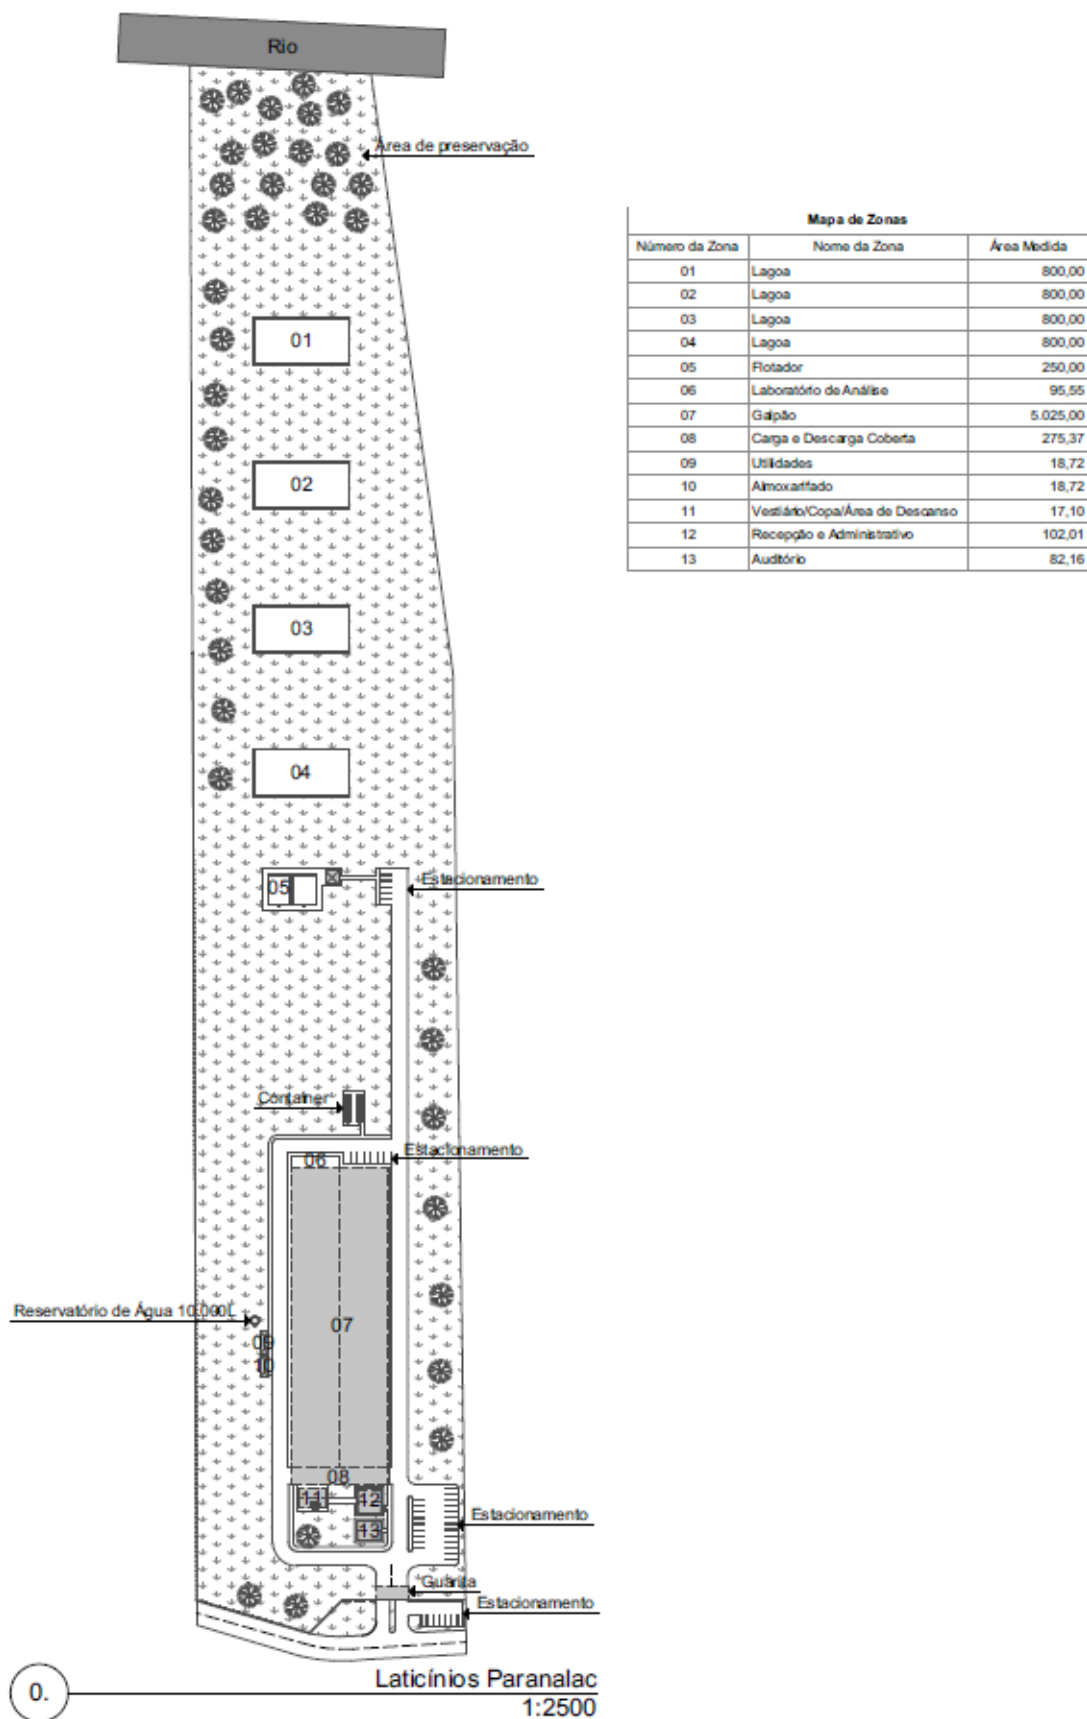 Rio
Área de preservação
Mapa de Zonas
Número da Zona Nome da Zona Área Medida
01 Lagoa 800,00
02 Lagoa 800,00
03 Lagoa 800,00
04 Lagoa 800,00
05 Flotador 250,00
06 Laboratório de Análise 95,55
07 Galpão 5.025,00
08 Carga e Descarga Coberta 275,37
09 Utilidades 18,72
10 Almoxarifado 18,72
11 Vestiário/Copa/Área de Descanso 17,10
12 Recepção e Administrativo 102,01
13 Auditório 82,16
01
02
03
04
05
Estacionamento
Container
Estacionamento
06
Reservatório de Água 10.000L
07
09
10
08
11
12
13
Estacionamento
Guarita
Estacionamento
0.
Laticínios Paranalac
1:2500